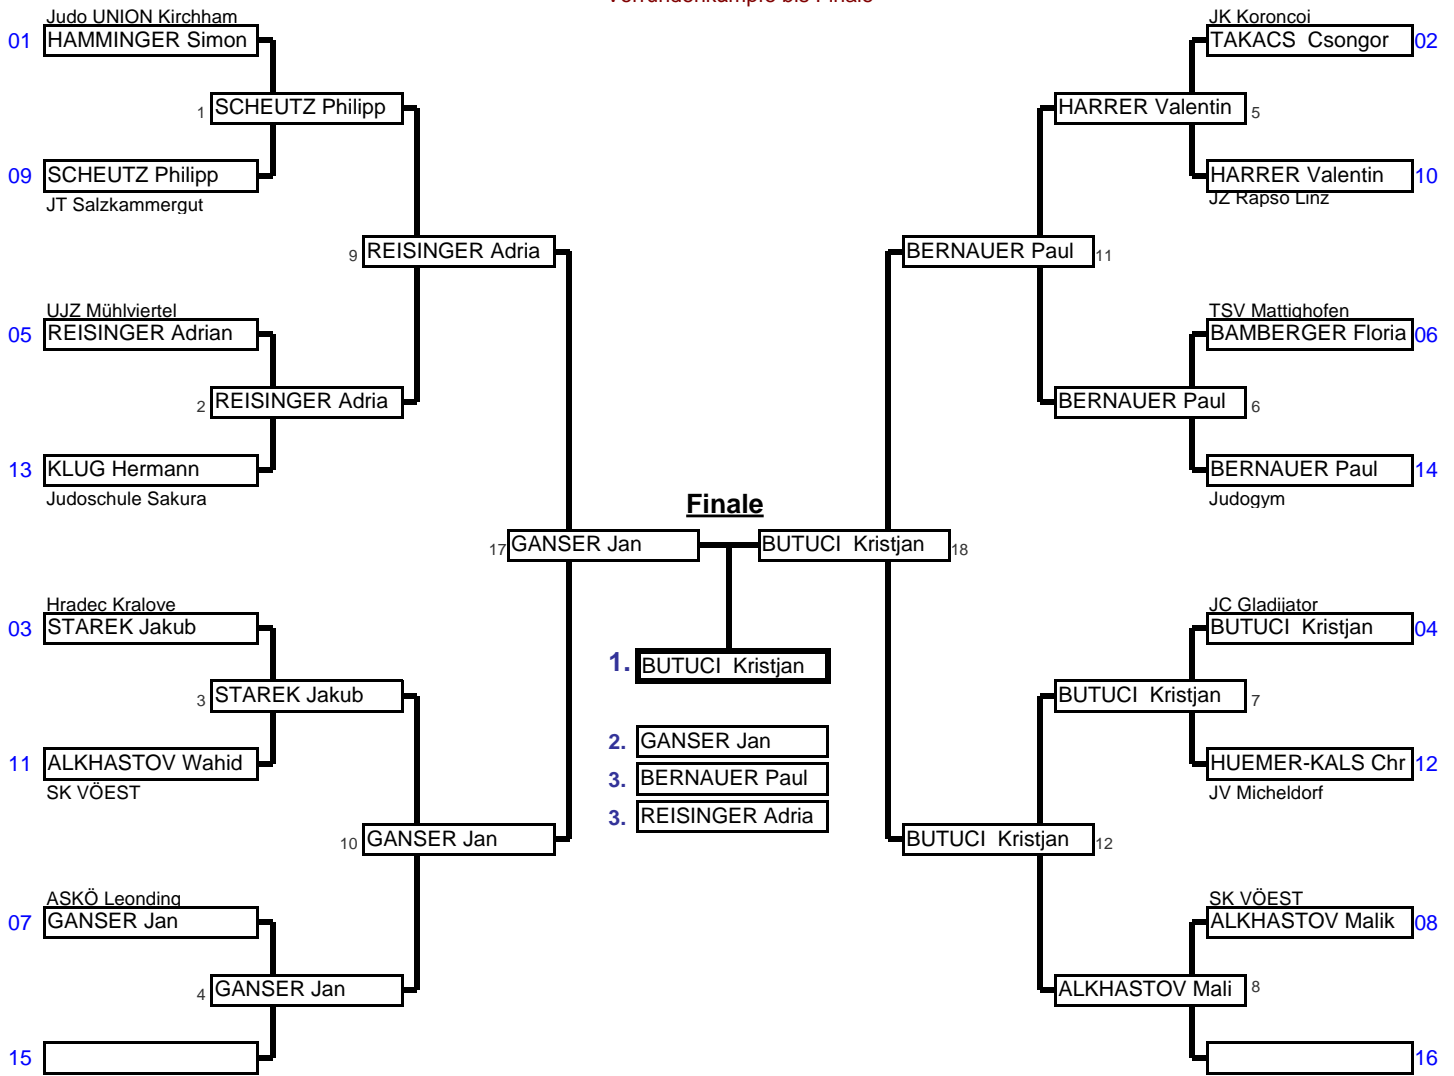 Vorrundenkämpfe bis Finale
Judo UNION Kirchham
01 HAMMINGER Simon
1 SCHEUTZ Philipp
09 SCHEUTZ Philipp
JT Salzkammergut
9 REISINGER Adria
UJZ Mühlviertel
05 REISINGER Adrian
2 REISINGER Adria
13 KLUG Hermann
Judoschule Sakura
17 GANSER Jan
Hradec Kralove
03 STAREK Jakub
3 STAREK Jakub
11 ALKHASTOV Wahid
SK VÖEST
10 GANSER Jan
ASKÖ Leonding
07 GANSER Jan
4 GANSER Jan
15
Finale
1. BUTUCI Kristjan
2. GANSER Jan
3. BERNAUER Paul
3. REISINGER Adria
JK Koroncoi
TAKACS Csongor 02
HARRER Valentin 5
HARRER Valentin 10
JZ Rapso Linz
BERNAUER Paul 11
TSV Mattighofen
BAMBERGER Floria 06
BERNAUER Paul 6
BERNAUER Paul 14
Judogym
BUTUCI Kristjan 18
JC Gladijator
BUTUCI Kristjan 04
BUTUCI Kristjan 7
HUEMER-KALS Chr 12
JV Micheldorf
BUTUCI Kristjan 12
SK VÖEST
ALKHASTOV Malik 08
ALKHASTOV Mali 8
16